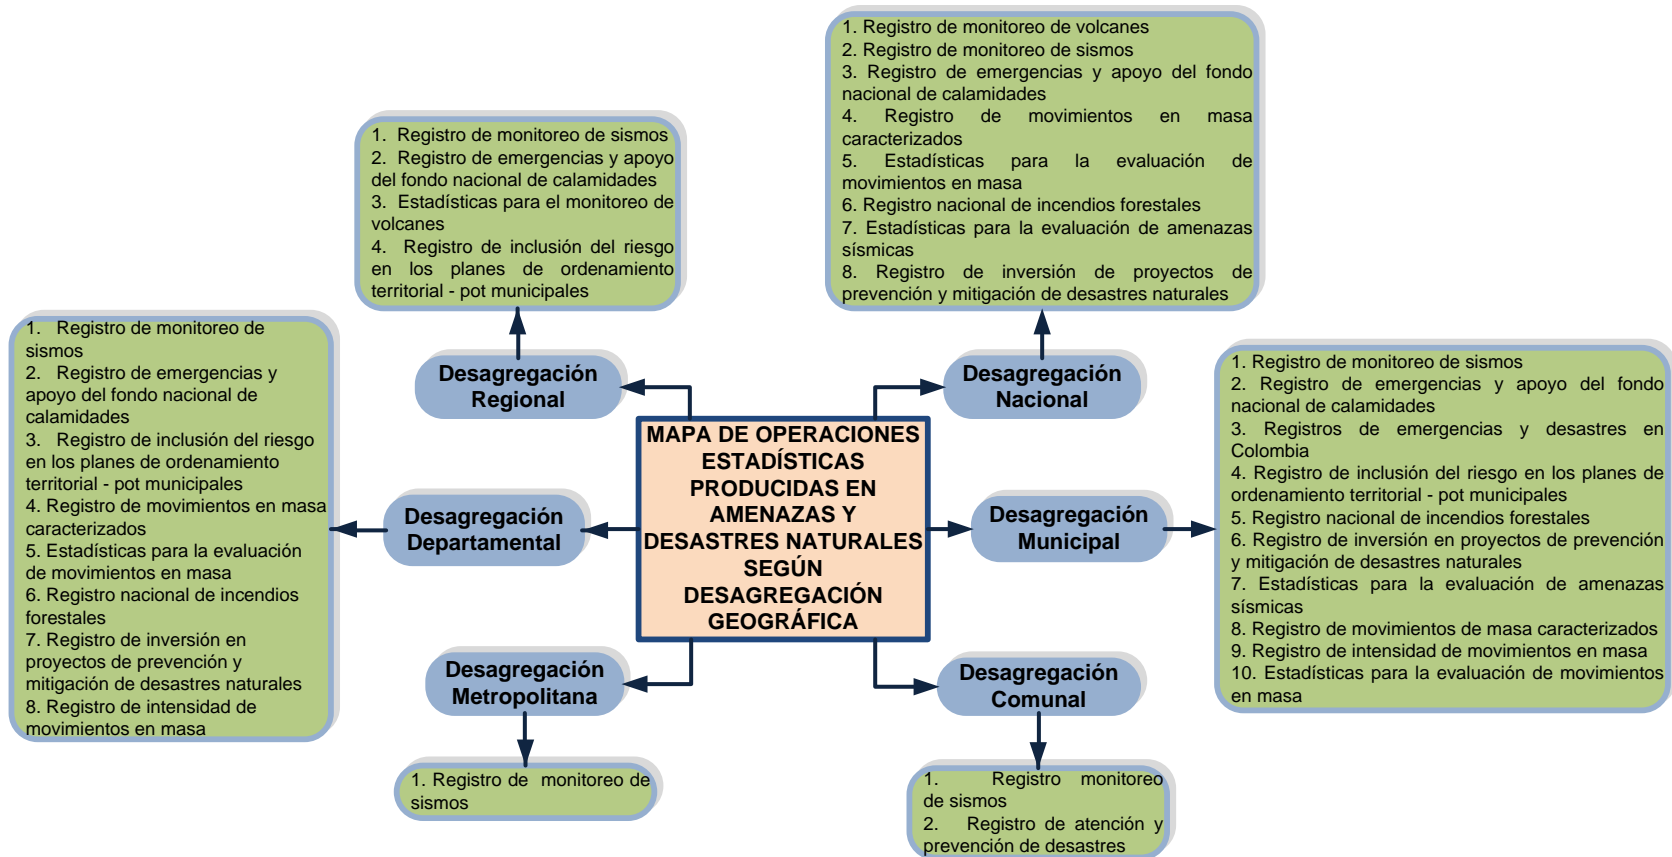 1. Registro de monitoreo de volcanes
2. Registro de monitoreo de sismos
3. Registro de emergencias y apoyo del fondo
nacional de calamidades
4. Registro de movimientos en masa
caracterizados
5. Estadísticas para la evaluación de
movimientos en masa
6. Registro nacional de incendios forestales
7. Estadísticas para la evaluación de amenazas
sísmicas
8. Registro de inversión de proyectos de
prevención y mitigación de desastres naturales
1. Registro de monitoreo de sismos
2. Registro de emergencias y apoyo
del fondo nacional de calamidades
3. Estadísticas para el monitoreo de
volcanes
4. Registro de inclusión del riesgo
en los planes de ordenamiento
territorial - pot municipales
1. Registro de monitoreo de
sismos
2. Registro de emergencias y
apoyo del fondo nacional de
calamidades
3. Registro de inclusión del riesgo
en los planes de ordenamiento
territorial - pot municipales
4. Registro de movimientos en masa
caracterizados
5. Estadísticas para la evaluación
de movimientos en masa
6. Registro nacional de incendios
forestales
7. Registro de inversión en
proyectos de prevención y
mitigación de desastres naturales
8. Registro de intensidad de
movimientos en masa
Desagregación
Regional
Desagregación
Nacional
1. Registro de monitoreo de sismos
2. Registro de emergencias y apoyo del fondo
nacional de calamidades
3. Registros de emergencias y desastres en
Colombia
4. Registro de inclusión del riesgo en los planes de
ordenamiento territorial - pot municipales
5. Registro nacional de incendios forestales
6. Registro de inversión en proyectos de prevención
y mitigación de desastres naturales
7. Estadísticas para la evaluación de amenazas
sísmicas
8. Registro de movimientos de masa caracterizados
9. Registro de intensidad de movimientos en masa
10. Estadísticas para la evaluación de movimientos
en masa
MAPA DE OPERACIONES
ESTADÍSTICAS
PRODUCIDAS EN
AMENAZAS Y
DESASTRES NATURALES
SEGÚN
DESAGREGACIÓN
GEOGRÁFICA
Desagregación
Departamental
Desagregación
Municipal
Desagregación
Metropolitana
Desagregación
Comunal
1. Registro de monitoreo de
sismos
1. Registro monitoreo
de sismos
2. Registro de atención y
prevención de desastres